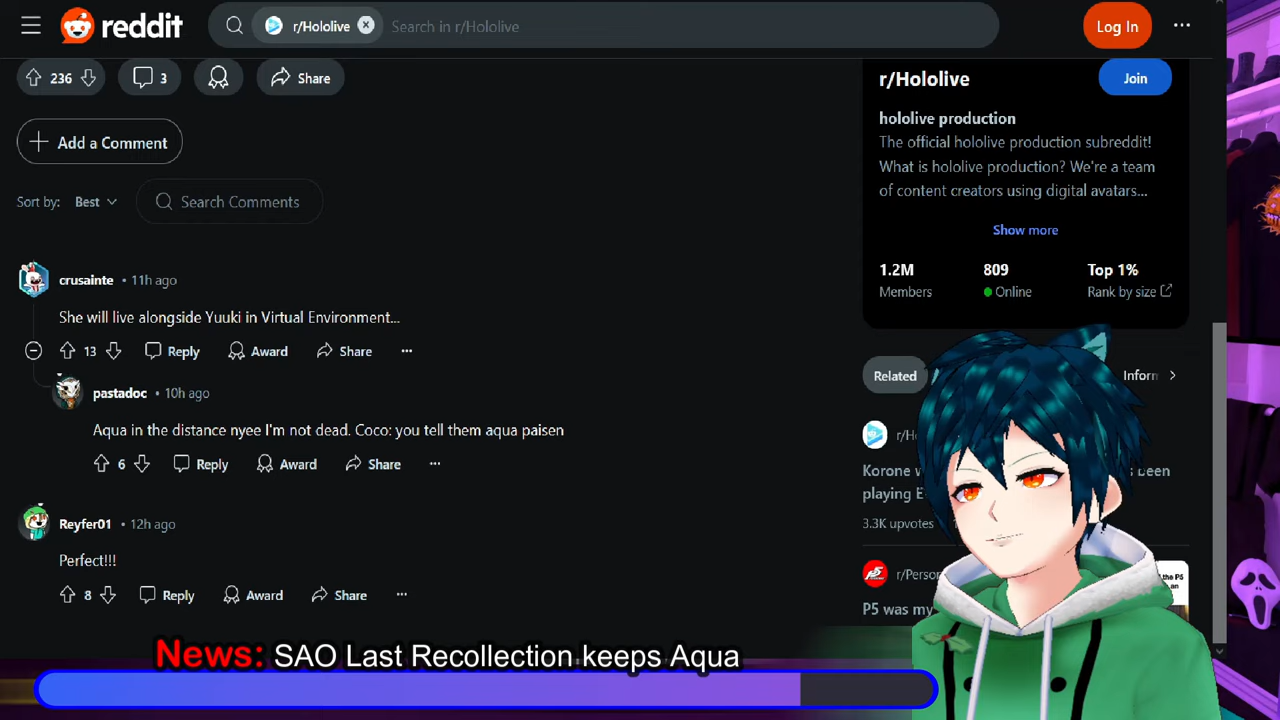 reddit
r/Hololive
Search in r/Hololive
Log In
236
3
Share
Add a Comment
Sort by: Best
Search Comments
crusainte • 11h ago
She will live alongside Yuuki in Virtual Environment...
13 Reply Award Share
pastadoc • 10h ago
Aqua in the distance nyee I'm not dead. Coco: you tell them aqua paisen
6 Reply Award Share
Reyfer01 • 12h ago
Perfect!!!
8 Reply Award Share
r/Hololive
Join
hololive production
The official hololive production subreddit!
What is hololive production? We're a team
of content creators using digital avatars...
Show more
1.2M 809 Top 1%
Members Online Rank by size
Related
Korone
been
playing
3.3K upvotes
P5 was my
the P5
News: SAO Last Recollection keeps Aqua